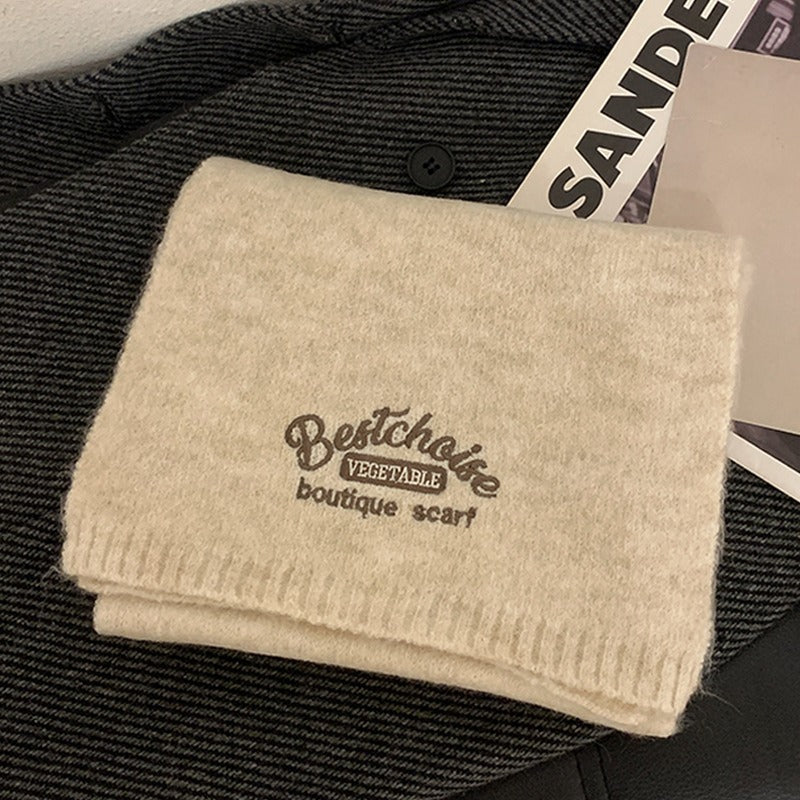 SANDE
Bestchoise
VEGETABLE
boutique scarf